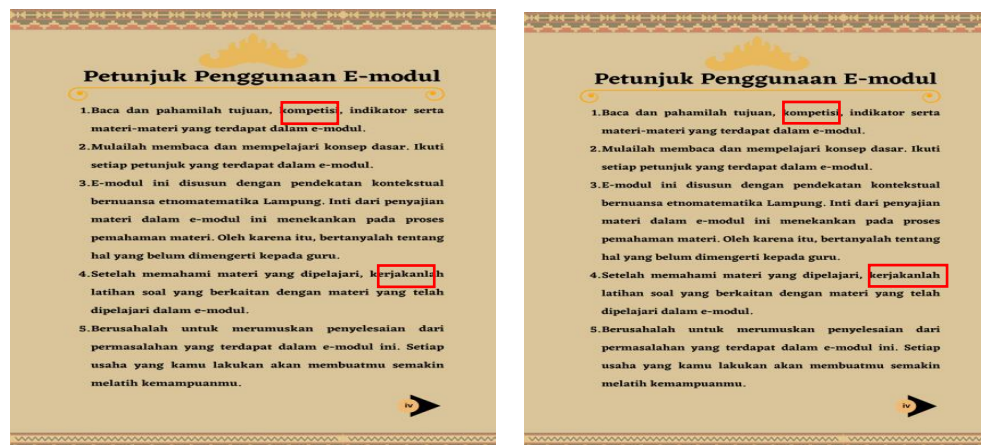 Petunjuk Penggunaan E-modul
1.Baca dan pahamilah tujuan, kompetisi, indikator serta
materi-materi yang terdapat dalam e-modul.
2.Mulailah membaca dan mempelajari konsep dasar. Ikuti
setiap petunjuk yang terdapat dalam e-modul.
3.E-modul ini disusun dengan pendekatan kontekstual
bernuansa etnomatematika Lampung. Inti dari penyajian
materi dalam e-modul ini menekankan pada proses
pemahaman materi. Oleh karena itu, bertanyalah tentang
hal yang belum dimengerti kepada guru.
4.Setelah memahami materi yang dipelajari, kerjakanlah
latihan soal yang berkaitan dengan materi yang telah
dipelajari dalam e-modul.
5.Berusahalah untuk merumuskan penyelesaian dari
permasalahan yang terdapat dalam e-modul ini. Setiap
usaha yang kamu lakukan akan membuatmu semakin
melatih kemampuanmu.
iv
Petunjuk Penggunaan E-modul
1.Baca dan pahamilah tujuan, kompetisi, indikator serta
materi-materi yang terdapat dalam e-modul.
2.Mulailah membaca dan mempelajari konsep dasar. Ikuti
setiap petunjuk yang terdapat dalam e-modul.
3.E-modul ini disusun dengan pendekatan kontekstual
bernuansa etnomatematika Lampung. Inti dari penyajian
materi dalam e-modul ini menekankan pada proses
pemahaman materi. Oleh karena itu, bertanyalah tentang
hal yang belum dimengerti kepada guru.
4.Setelah memahami materi yang dipelajari, kerjakanlah
latihan soal yang berkaitan dengan materi yang telah
dipelajari dalam e-modul.
5.Berusahalah untuk merumuskan penyelesaian dari
permasalahan yang terdapat dalam e-modul ini. Setiap
usaha yang kamu lakukan akan membuatmu semakin
melatih kemampuanmu.
iv